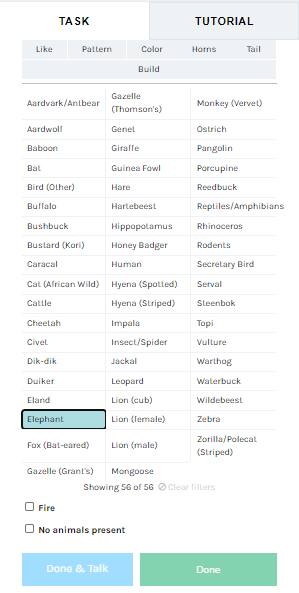 TASK
TUTORIAL
Like Pattern Color Horns Tail
Build
Aardvark/Antbear
Aardwolf
Baboon
Bat
Bird (Other)
Buffalo
Bushbuck
Bustard (Kori)
Caracal
Cat (African Wild)
Cattle
Cheetah
Civet
Dik-dik
Duiker
Eland
Elephant
Fox (Bat-eared)
Gazelle (Grant's)
Gazelle
(Thomson's)
Genet
Giraffe
Guinea Fowl
Hare
Hartebeest
Hippopotamus
Honey Badger
Human
Hyena (Spotted)
Hyena (Striped)
Impala
Insect/Spider
Jackal
Leopard
Lion (cub)
Lion (female)
Lion (male)
Mongoose
Monkey (Vervet)
Ostrich
Pangolin
Porcupine
Reedbuck
Reptiles/Amphibians
Rhinoceros
Rodents
Secretary Bird
Serval
Steenbok
Topi
Vulture
Warthog
Waterbuck
Wildebeest
Zebra
Zorilla/Polecat
(Striped)
Showing 56 of 56 Clear filters
Fire
No animals present
Done & Talk
Done